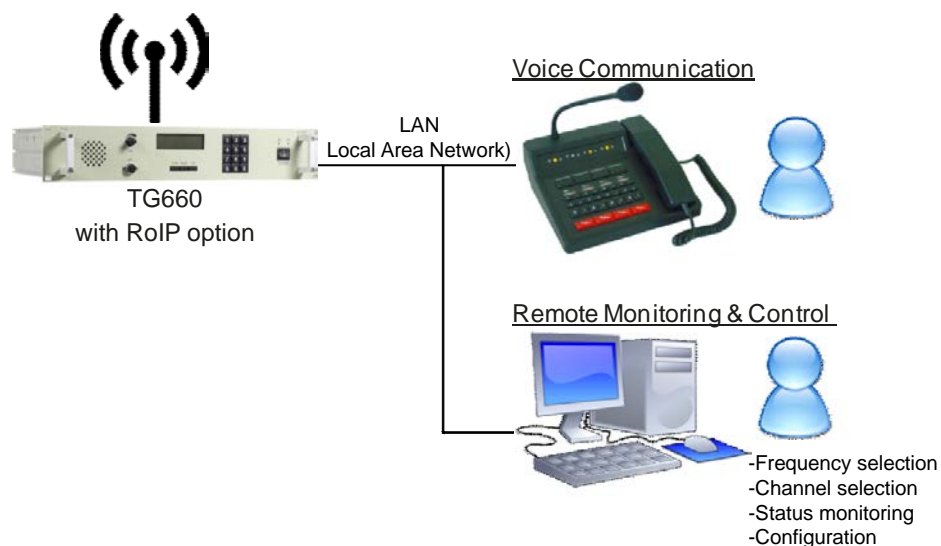 Voice Communication
LAN
Local Area Network)
TG660
with RoIP option
Remote Monitoring & Control
-Frequency selection
-Channel selection
-Status monitoring
-Configuration